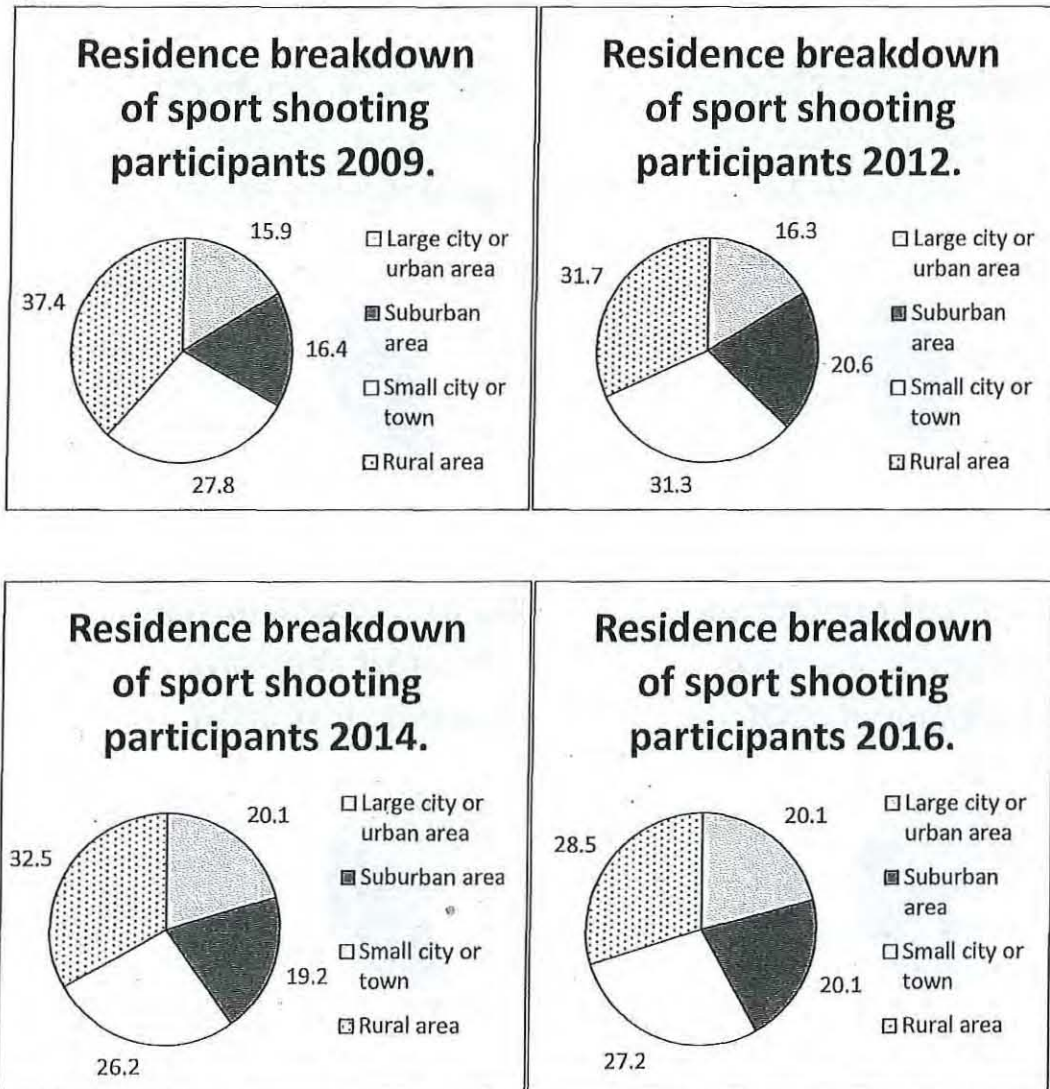 Residence breakdown
of sport shooting
participants 2009.
15.9
16.4
27.8
37.4
Large city or
urban area
Suburban
area
Small city or
town
Rural area
Residence breakdown
of sport shooting
participants 2012.
16.3
20.6
31.3
31.7
Large city or
urban area
Suburban
area
Small city or
town
Rural area
Residence breakdown
of sport shooting
participants 2014.
20.1
19.2
26.2
32.5
Large city or
urban area
Suburban area
Small city or
town
Rural area
Residence breakdown
of sport shooting
participants 2016.
20.1
20.1
27.2
28.5
Large city or
urban area
Suburban
area
Small city or
town
Rural area